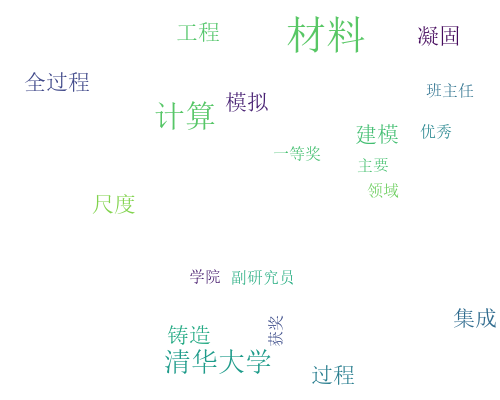 工程
材料
凝固
全过程
模拟
班主任
计算
建模
优秀
一等奖
主要
领域
尺度
学院
副研究员
集成
铸造
获奖
清华大学
过程